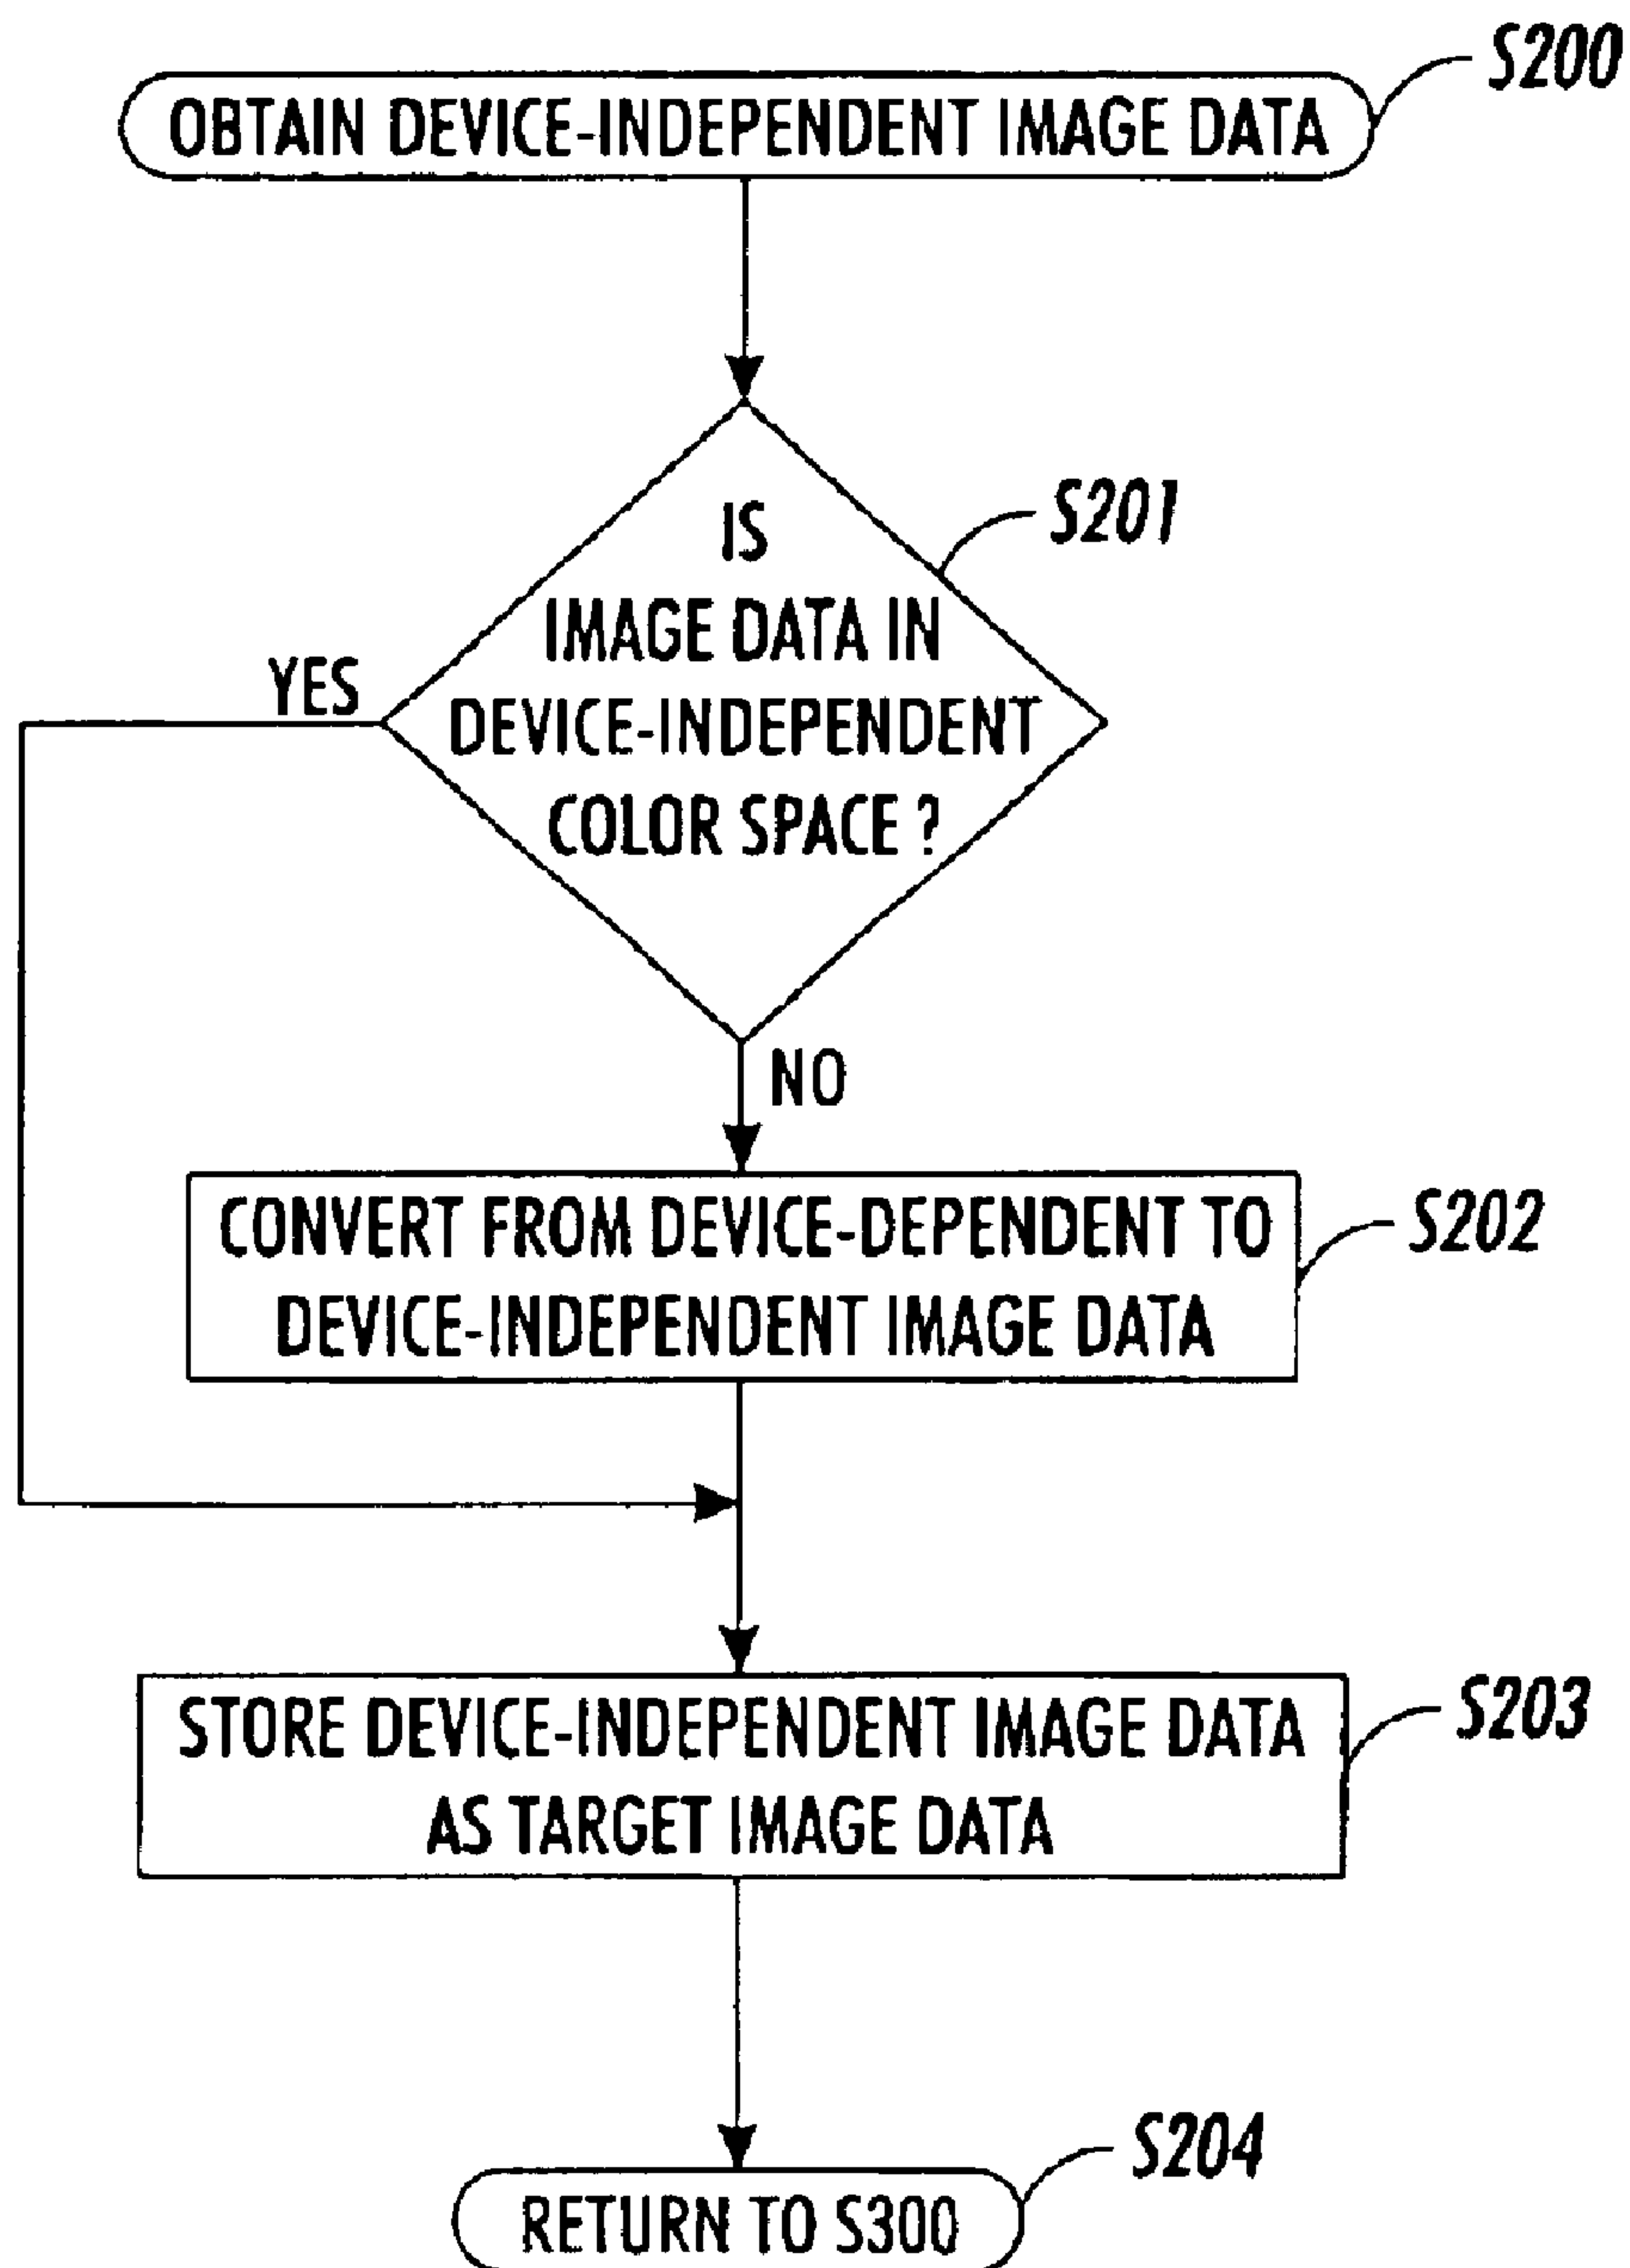 S200
OBTAIN DEVICE-INDEPENDENT IMAGE DATA
S201
IS
IMAGE DATA IN
DEVICE-INDEPENDENT
COLOR SPACE ?
YES
NO
S202
CONVERT FROM DEVICE-DEPENDENT TO
DEVICE-INDEPENDENT IMAGE DATA
S203
STORE DEVICE-INDEPENDENT IMAGE DATA
AS TARGET IMAGE DATA
S204
RETURN TO S300